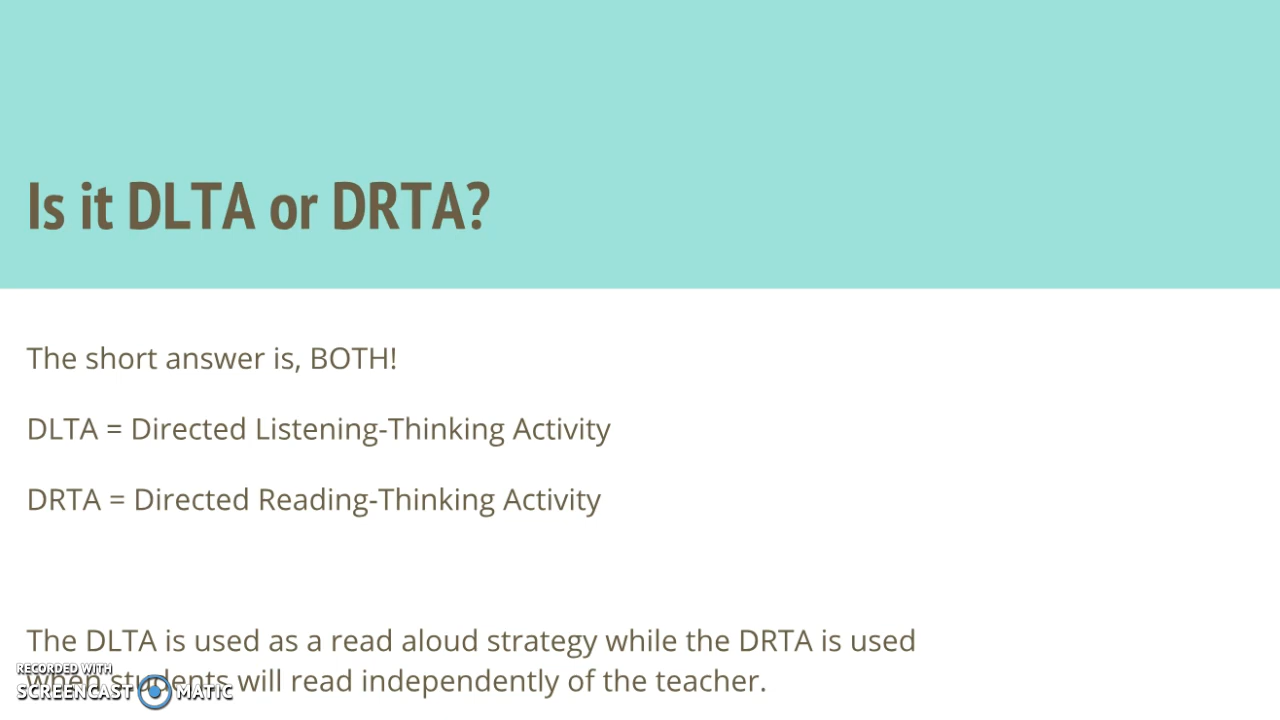 Is it DLTA or DRTA?
The short answer is, BOTH!
DLTA = Directed Listening-Thinking Activity
DRTA = Directed Reading-Thinking Activity
The DLTA is used as a read aloud strategy while the DRTA is used
when students will read independently of the teacher.
RECORDED WITH
SCREENCAST MATIC